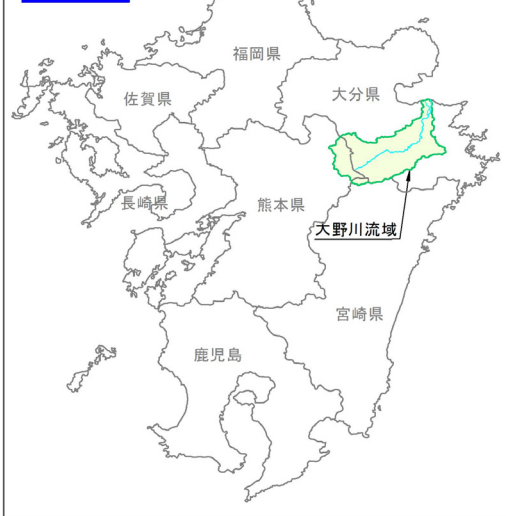 福岡県
大分県
佐賀県
長崎県
熊本県
大野川流域
宮崎県
鹿児島